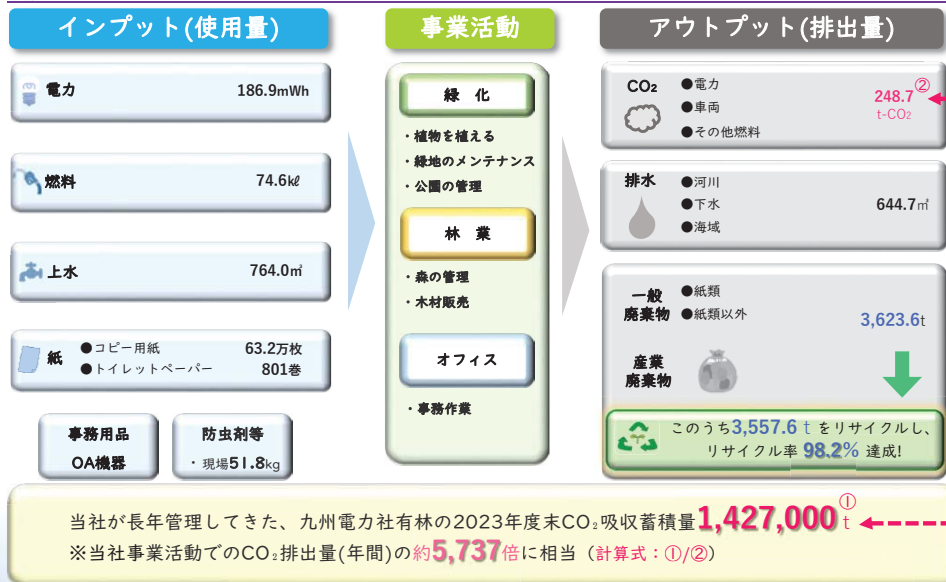 インプット(使用量)
電力 186.9mWh
燃料 74.6㎘
上水 764.0㎥
紙
●コピー用紙 63.2万枚
●トイレットペーパー 801巻
事務用品
OA機器
防虫剤等
・現場51.8kg
事業活動
緑 化
・植物を植える
・緑地のメンテナンス
・公園の管理
林 業
・森の管理
・木材販売
オフィス
・事務作業
アウトプット(排出量)
CO₂
●電力
●車両
●その他燃料
248.7②
t-CO₂
排水
●河川
●下水
●海域
644.7㎥
一般
廃棄物
●紙類
●紙類以外
3,623.6t
産業
廃棄物
このうち3,557.6 t をリサイクルし、
リサイクル率 98.2% 達成!
当社が長年管理してきた、九州電力社有林の2023年度末CO₂吸収蓄積量1,427,000 t①
※当社事業活動でのCO₂排出量(年間)の約5,737倍に相当（計算式：①/②）